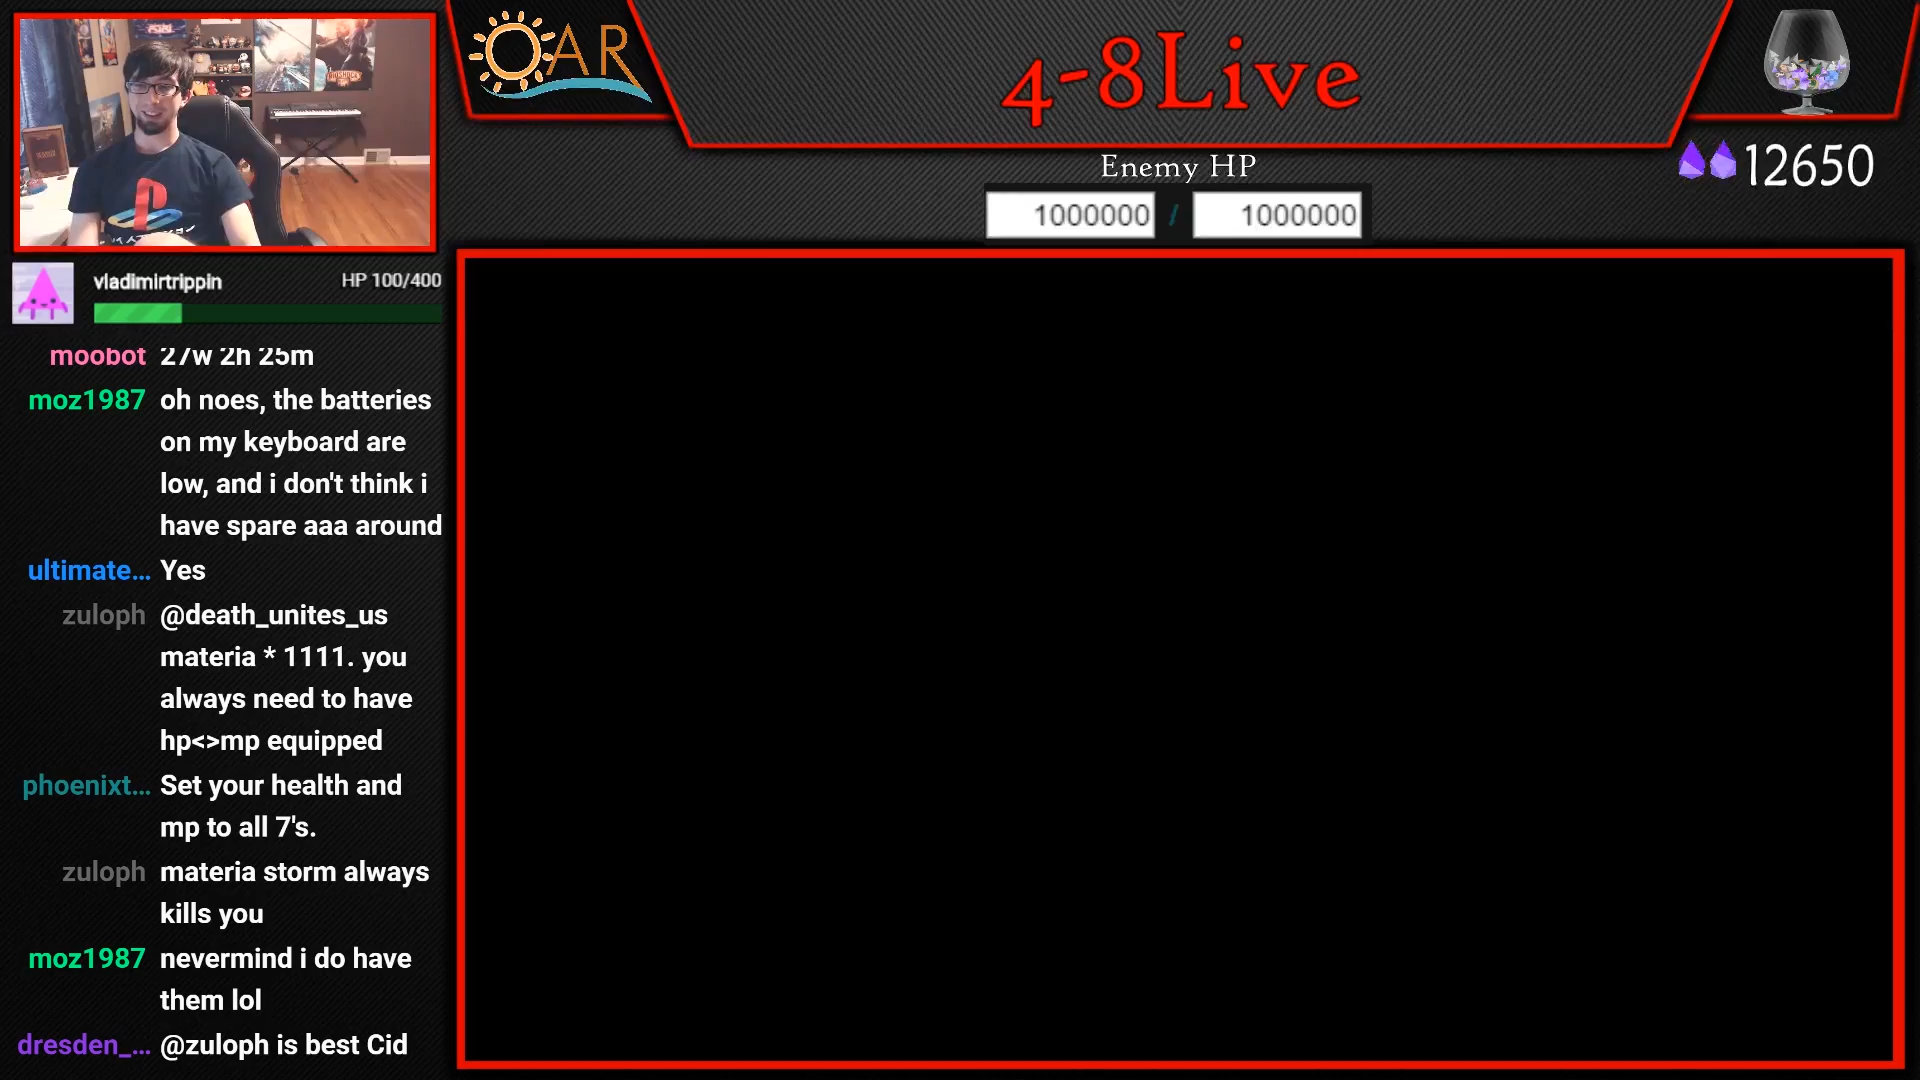 OAR
4-8Live
Enemy HP
1000000 / 1000000
12650
vladimirtrippin HP 100/400
moobot 27w 2h 25m
moz1987 oh noes, the batteries
on my keyboard are
low, and i don't think i
have spare aaa around
ultimate... Yes
zuloph @death_unites_us
materia * 1111. you
always need to have
hp<>mp equipped
phoenixt... Set your health and
mp to all 7's.
zuloph materia storm always
kills you
moz1987 nevermind i do have
them lol
dresden_... @zuloph is best Cid